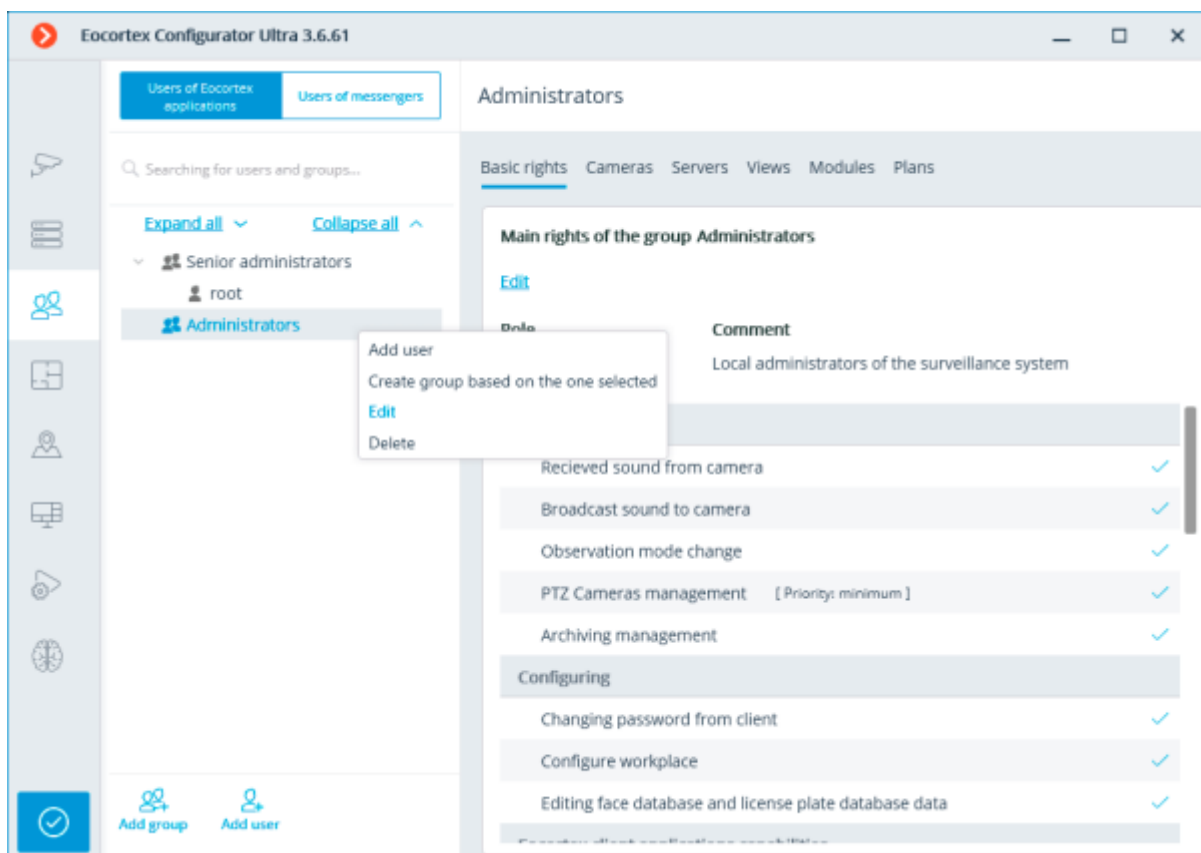 Eocortex Configurator Ultra 3.6.61
Users of Eocortex
applications
Users of messengers
Searching for users and groups...
Expand all
Collapse all
Senior administrators
root
Administrators
Add user
Create group based on the one selected
Edit
Delete
Add group
Add user
Administrators
Basic rights Cameras Servers Views Modules Plans
Main rights of the group Administrators
Edit
Role
Comment
Local administrators of the surveillance system
Recieved sound from camera
Broadcast sound to camera
Observation mode change
PTZ Cameras management [ Priority: minimum ]
Archiving management
Configuring
Changing password from client
Configure workplace
Editing face database and license plate database data
Eocortex client applications capabilities